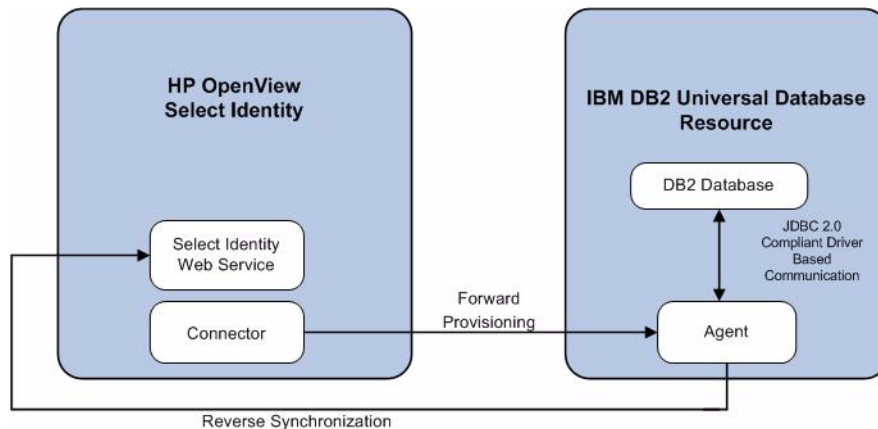 HP OpenView
Select Identity
IBM DB2 Universal Database
Resource
DB2 Database
JDBC 2.0
Compliant Driver
Based
Communication
Select Identity
Web Service
Forward
Provisioning
Connector
Agent
Reverse Synchronization